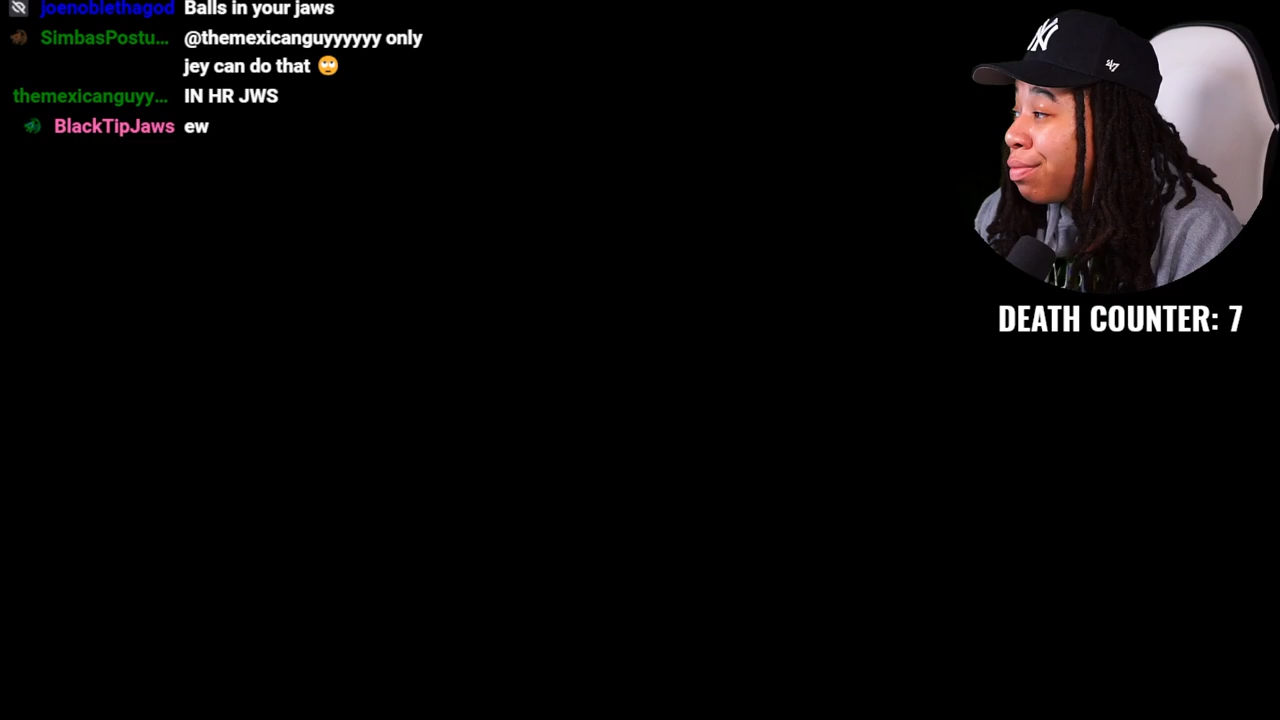 joenoblethagod Balls in your jaws
SimbasPostu... @themexicanguyyyyyy only
jey can do that 🙄
themexicanguyy... IN HR JWS
BlackTipJaws ew
NY
47
DEATH COUNTER: 7